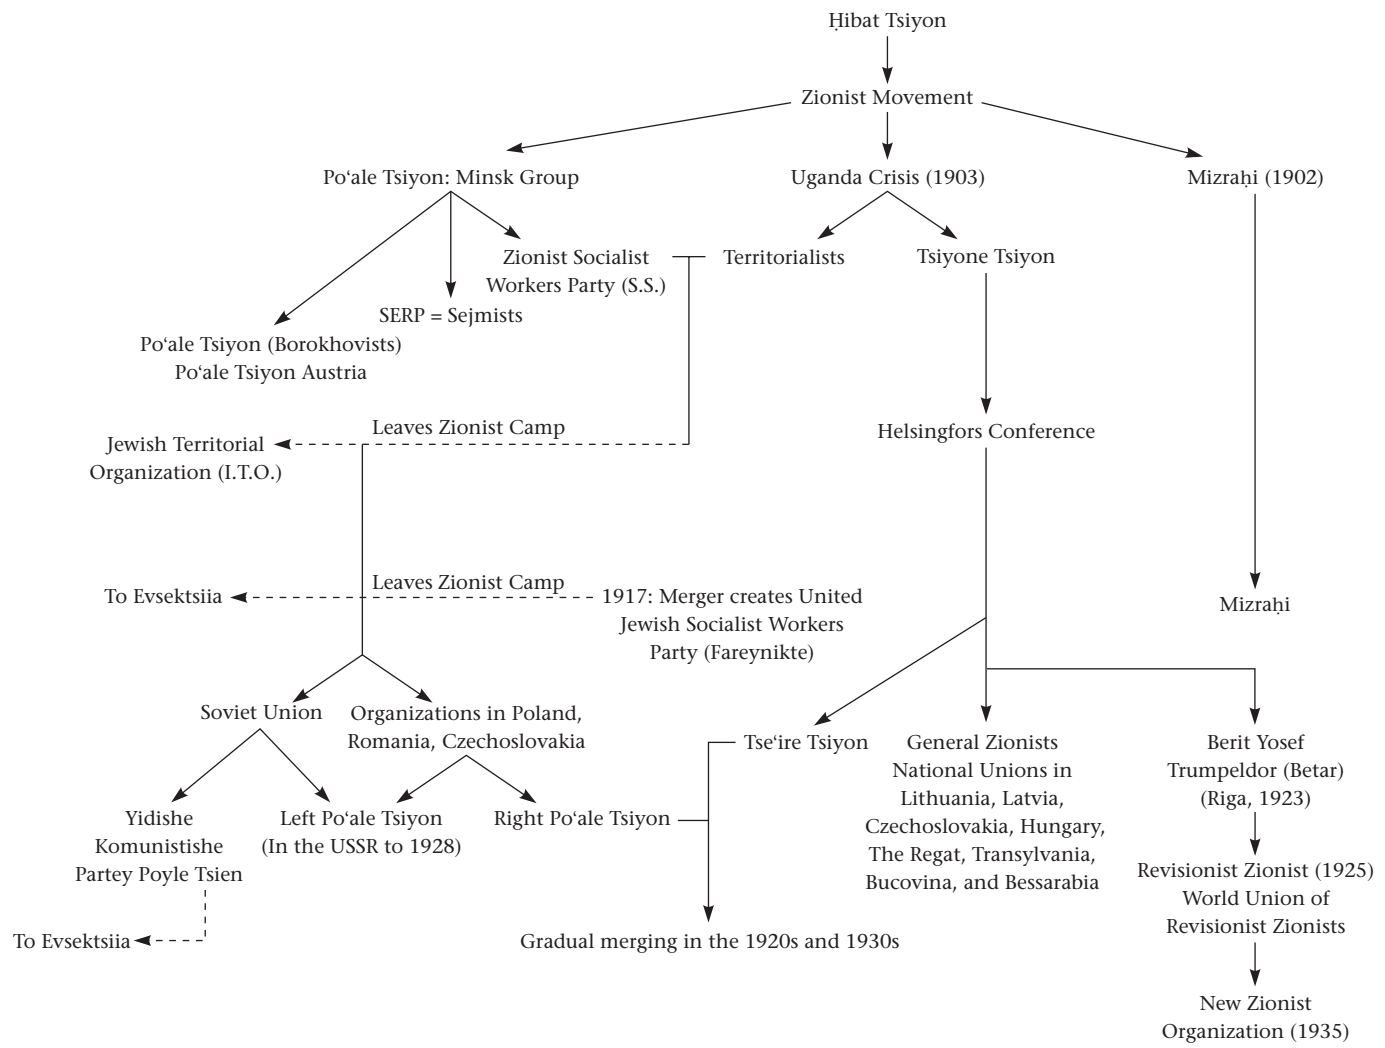 Ḥibat Tsiyon
Zionist Movement
Po‘ale Tsiyon: Minsk Group
Uganda Crisis (1903)
Mizraḥi (1902)
Zionist Socialist
Workers Party (S.S.)
Territorialists
Tsiyone Tsiyon
SERP = Sejmists
Po‘ale Tsiyon (Borokhovists)
Po‘ale Tsiyon Austria
Leaves Zionist Camp
Jewish Territorial
Organization (I.T.O.)
Helsingfors Conference
Leaves Zionist Camp
To Evsektsiia
1917: Merger creates United
Jewish Socialist Workers
Party (Fareynikte)
Mizraḥi
Soviet Union
Organizations in Poland,
Romania, Czechoslovakia
Tse‘ire Tsiyon
General Zionists
National Unions in
Lithuania, Latvia,
Czechoslovakia, Hungary,
The Regat, Transylvania,
Bucovina, and Bessarabia
Berit Yosef
Trumpeldor (Betar)
(Riga, 1923)
Yidishe
Komunistishe
Partey Poyle Tsien
Left Po‘ale Tsiyon
(In the USSR to 1928)
Right Po‘ale Tsiyon
Revisionist Zionist (1925)
World Union of
Revisionist Zionists
To Evsektsiia
Gradual merging in the 1920s and 1930s
New Zionist
Organization (1935)